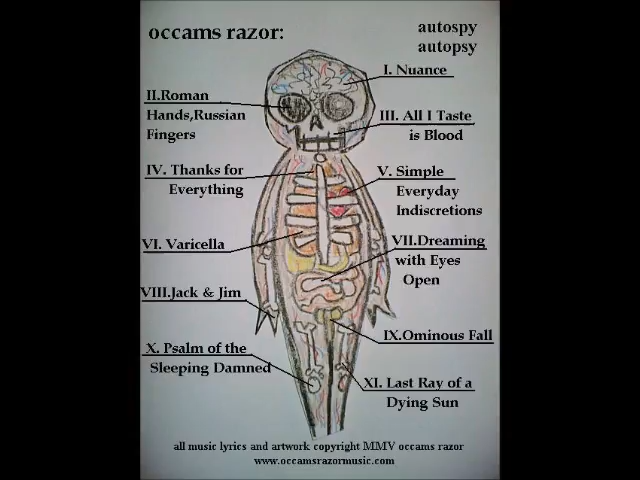 occams razor:
autospy
autopsy
I. Nuance
II.Roman
Hands,Russian
Fingers
III. All I Taste
is Blood
IV. Thanks for
Everything
V. Simple
Everyday
Indiscretions
VI. Varicella
VII.Dreaming
with Eyes
Open
VIII.Jack & Jim
IX.Ominous Fall
X. Psalm of the
Sleeping Damned
XI. Last Ray of a
Dying Sun
all music lyrics and artwork copyright MMV occams razor
www.occamsrazormusic.com